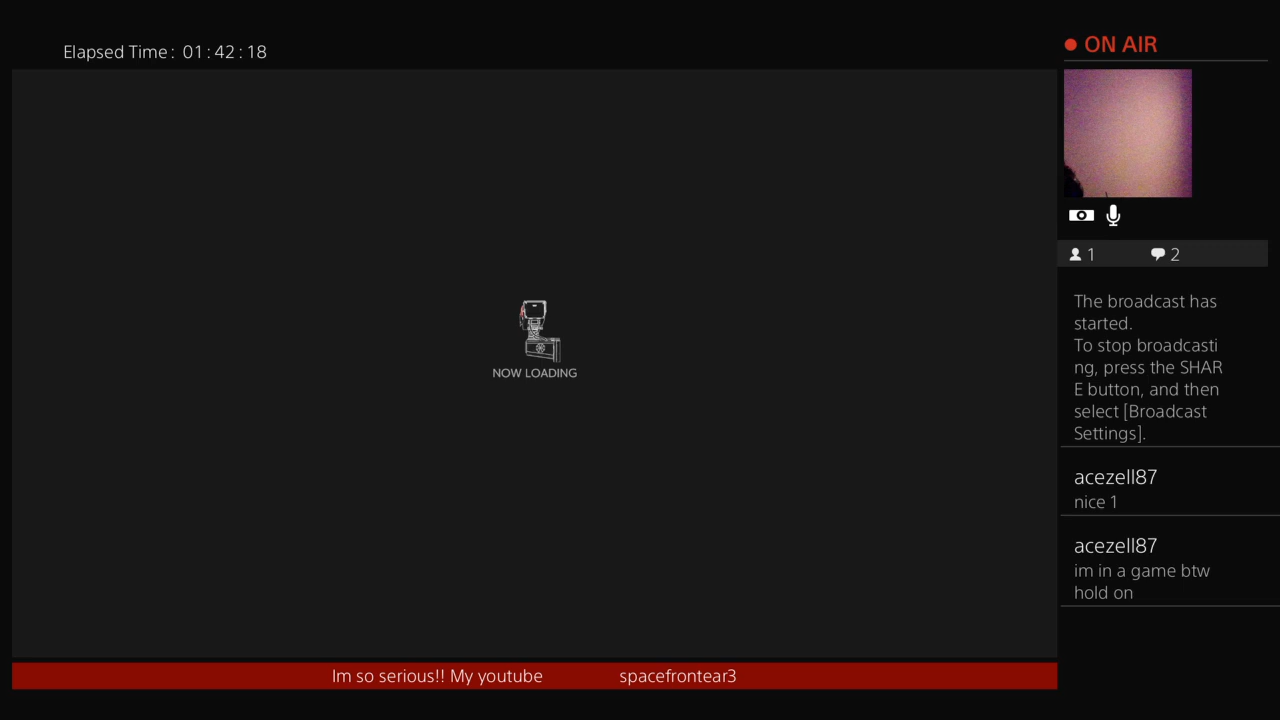 Elapsed Time: 01:42:18
ON AIR
1 2
The broadcast has
started.
To stop broadcasti
ng, press the SHAR
E button, and then
select [Broadcast
Settings].
acezell87
nice 1
acezell87
im in a game btw
hold on
NOW LOADING
Im so serious!! My youtube spacefrontear3